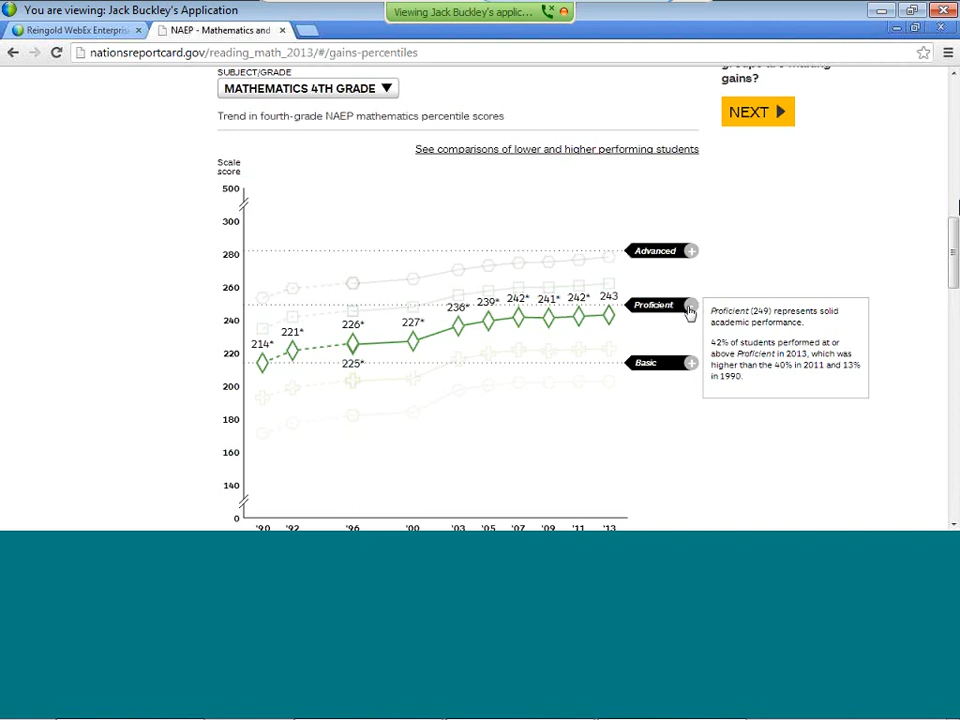 You are viewing: Jack Buckley's Application
Viewing Jack Buckley's applic...
Reingold WebEx Enterpris
NAEP - Mathematics and
nationsreportcard.gov/reading_math_2013/#/gains-percentiles
gains?
SUBJECT/GRADE
MATHEMATICS 4TH GRADE
NEXT
Trend in fourth-grade NAEP mathematics percentile scores
See comparisons of lower and higher performing students
Scale
score
500
300
280
260
240
220
200
180
160
140
0
Advanced
Proficient
Basic
214*
221*
226*
225*
227*
236*
239*
242*
241*
242*
243
Proficient (249) represents solid
academic performance.
42% of students performed at or
above Proficient in 2013, which was
higher than the 40% in 2011 and 13%
in 1990.
'90 '92 '96 '00 '03 '05 '07 '09 '11 '13